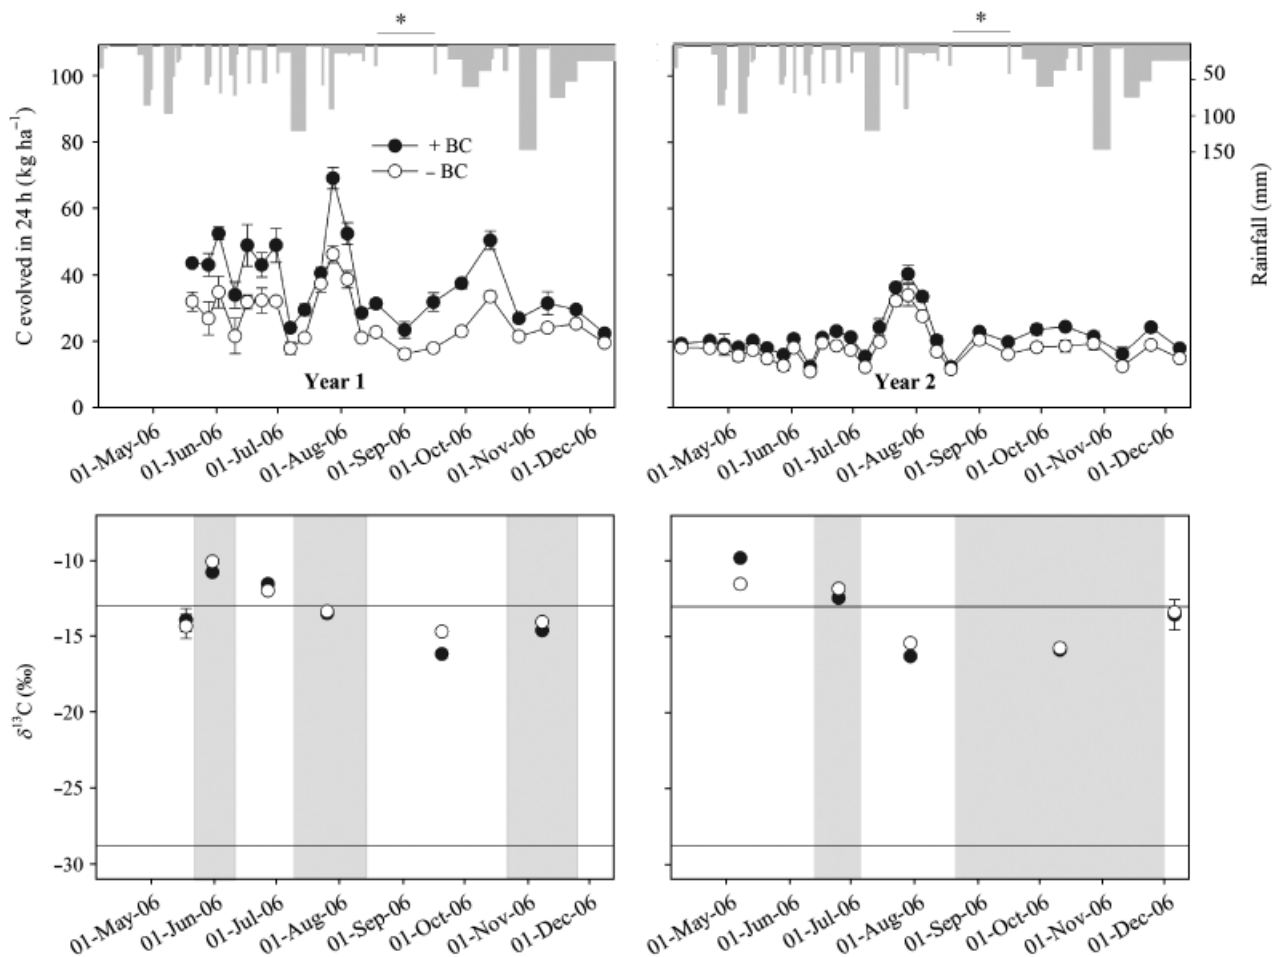 *
*
100
80
60
40
20
0
C evolved in 24 h (kg ha⁻¹)
+ BC
– BC
Year 1
Year 2
50
100
150
Rainfall (mm)
01-May-06
01-Jun-06
01-Jul-06
01-Aug-06
01-Sep-06
01-Oct-06
01-Nov-06
01-Dec-06
01-May-06
01-Jun-06
01-Jul-06
01-Aug-06
01-Sep-06
01-Oct-06
01-Nov-06
01-Dec-06
–10
–15
–20
–25
–30
δ¹³C (‰)
01-May-06
01-Jun-06
01-Jul-06
01-Aug-06
01-Sep-06
01-Oct-06
01-Nov-06
01-Dec-06
01-May-06
01-Jun-06
01-Jul-06
01-Aug-06
01-Sep-06
01-Oct-06
01-Nov-06
01-Dec-06